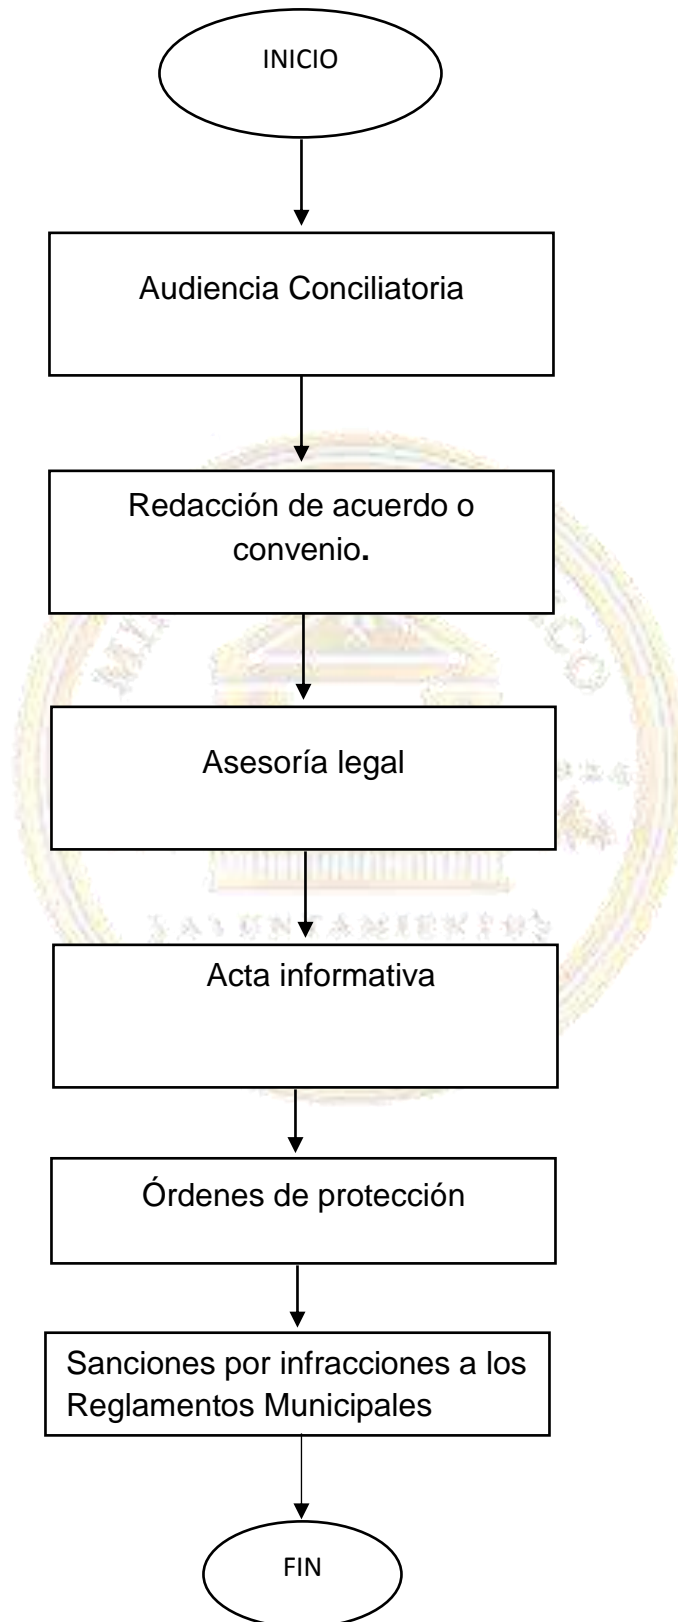 INICIO
Audiencia Conciliatoria
Redacción de acuerdo o
convenio.
Asesoría legal
Acta informativa
Órdenes de protección
Sanciones por infracciones a los
Reglamentos Municipales
FIN